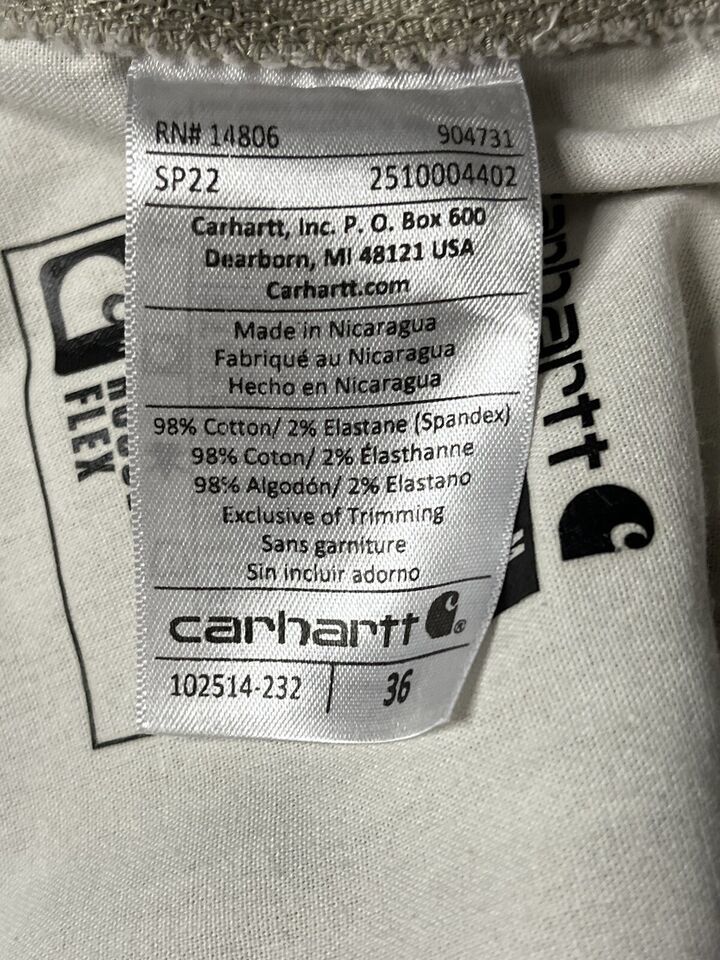 RN# 14806 904731
SP22 2510004402
Carhartt, Inc. P. O. Box 600
Dearborn, MI 48121 USA
Carhartt.com
Made in Nicaragua
Fabriqué au Nicaragua
Hecho en Nicaragua
98% Cotton/ 2% Elastane (Spandex)
98% Coton/ 2% Élasthanne
98% Algodón/ 2% Elastano
Exclusive of Trimming
Sans garniture
Sin incluir adorno
carhartt ®
102514-232 36
FLEX
carhartt